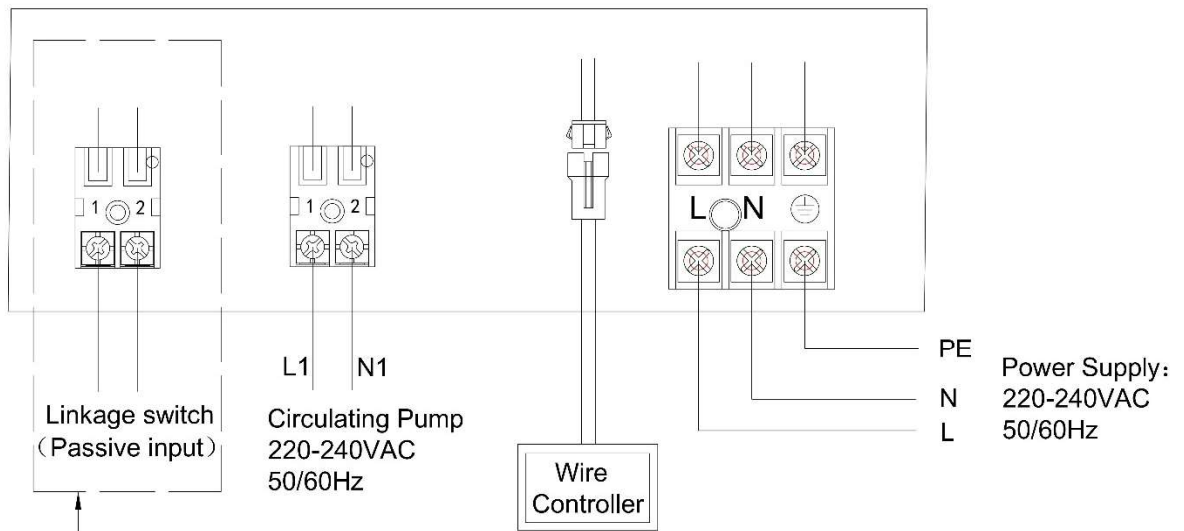 1 2
1 2
L N
L1 N1
PE
N
L
Power Supply：
220-240VAC
50/60Hz
Linkage switch
（Passive input）
Circulating Pump
220-240VAC
50/60Hz
Wire
Controller